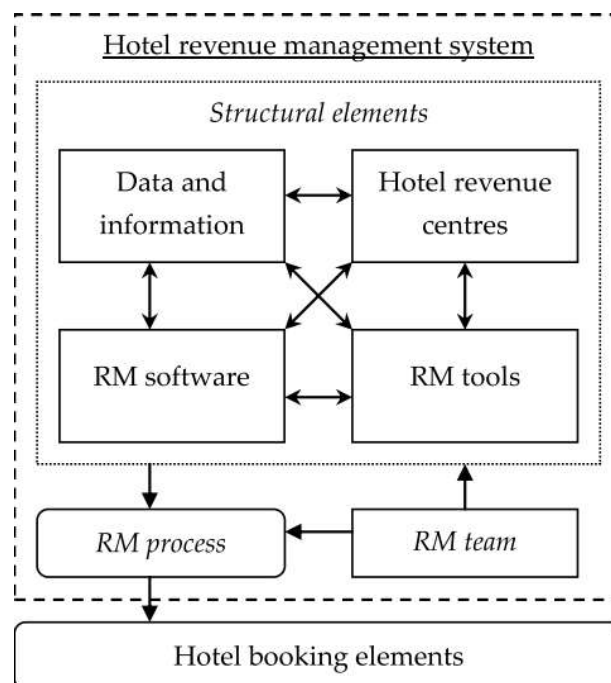 Hotel revenue management system
Structural elements
Data and
information
Hotel revenue
centres
RM software
RM tools
RM process
RM team
Hotel booking elements